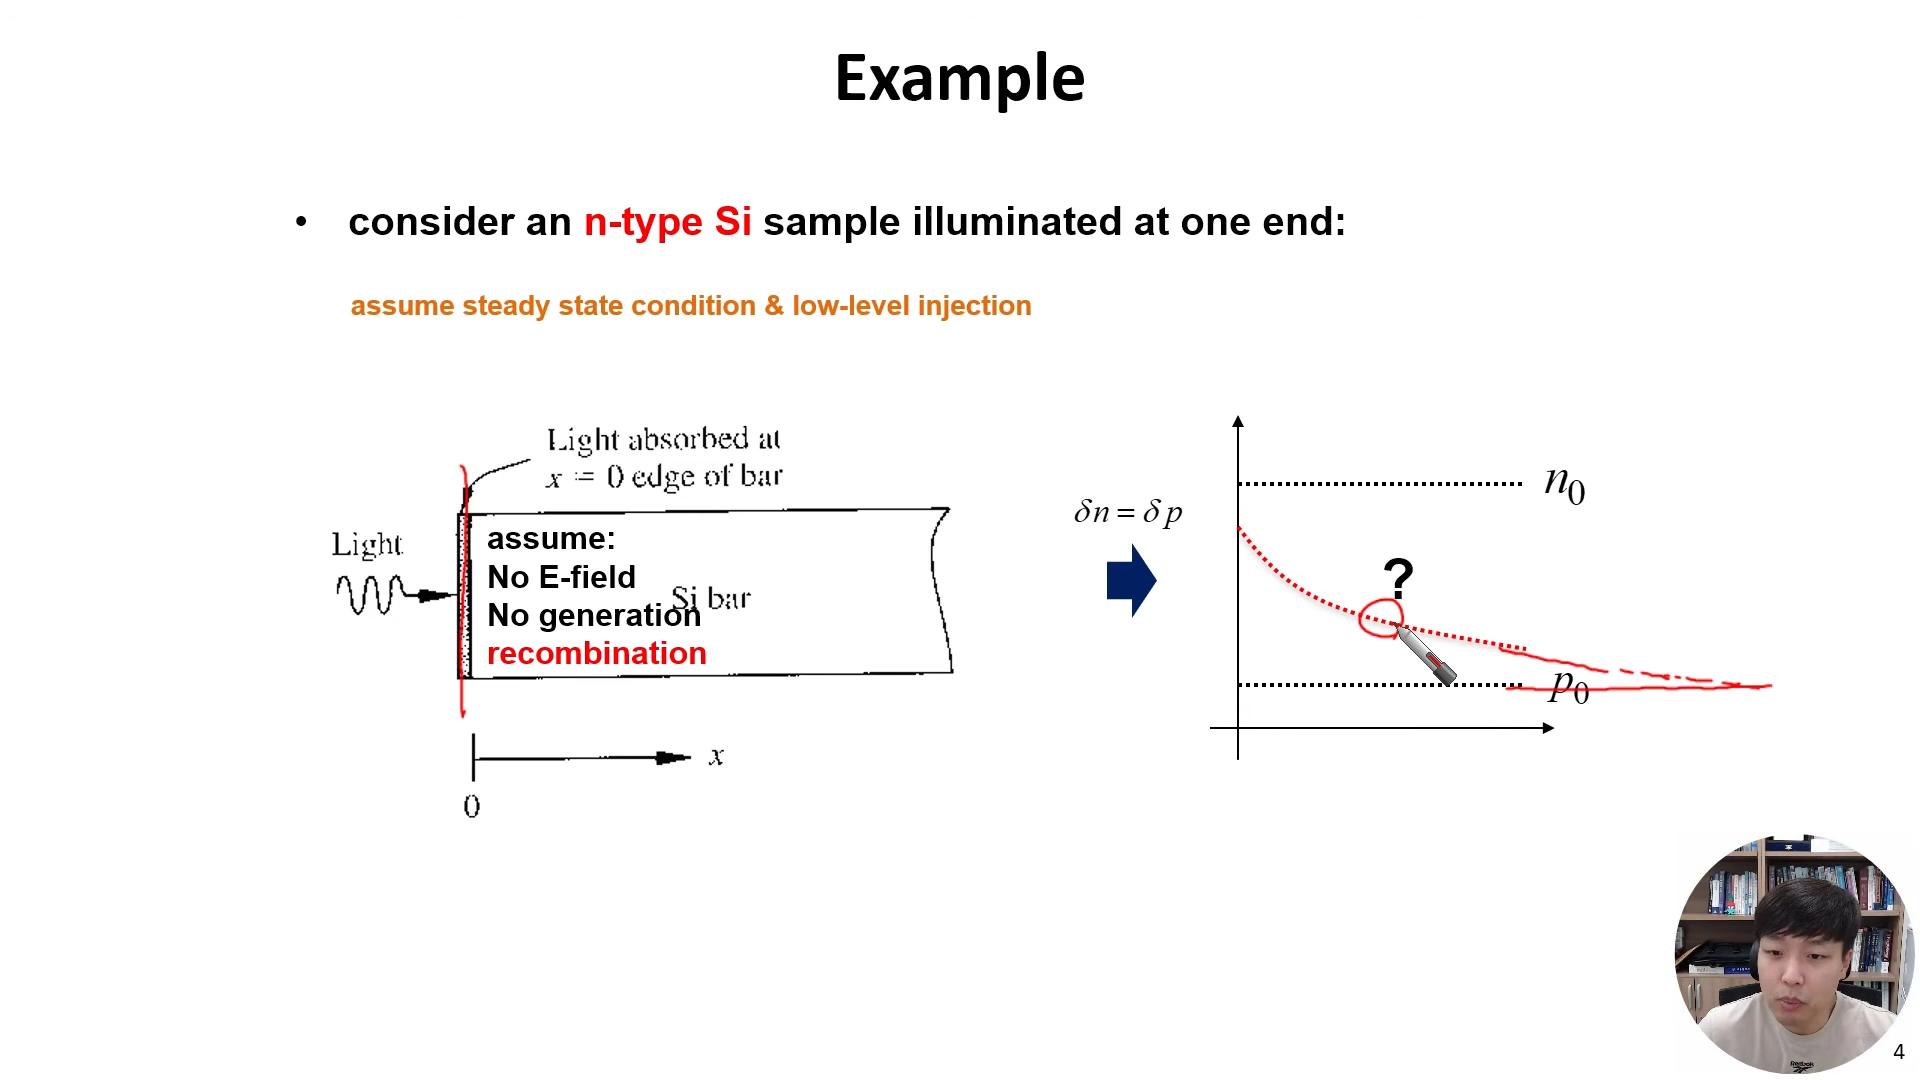 Example
• consider an n-type Si sample illuminated at one end:
assume steady state condition & low-level injection
Light absorbed at
x = 0 edge of bar
Light
assume:
No E-field
Si bar
No generation
recombination
x
0
δn = δp
n0
?
p0
Reebok
4